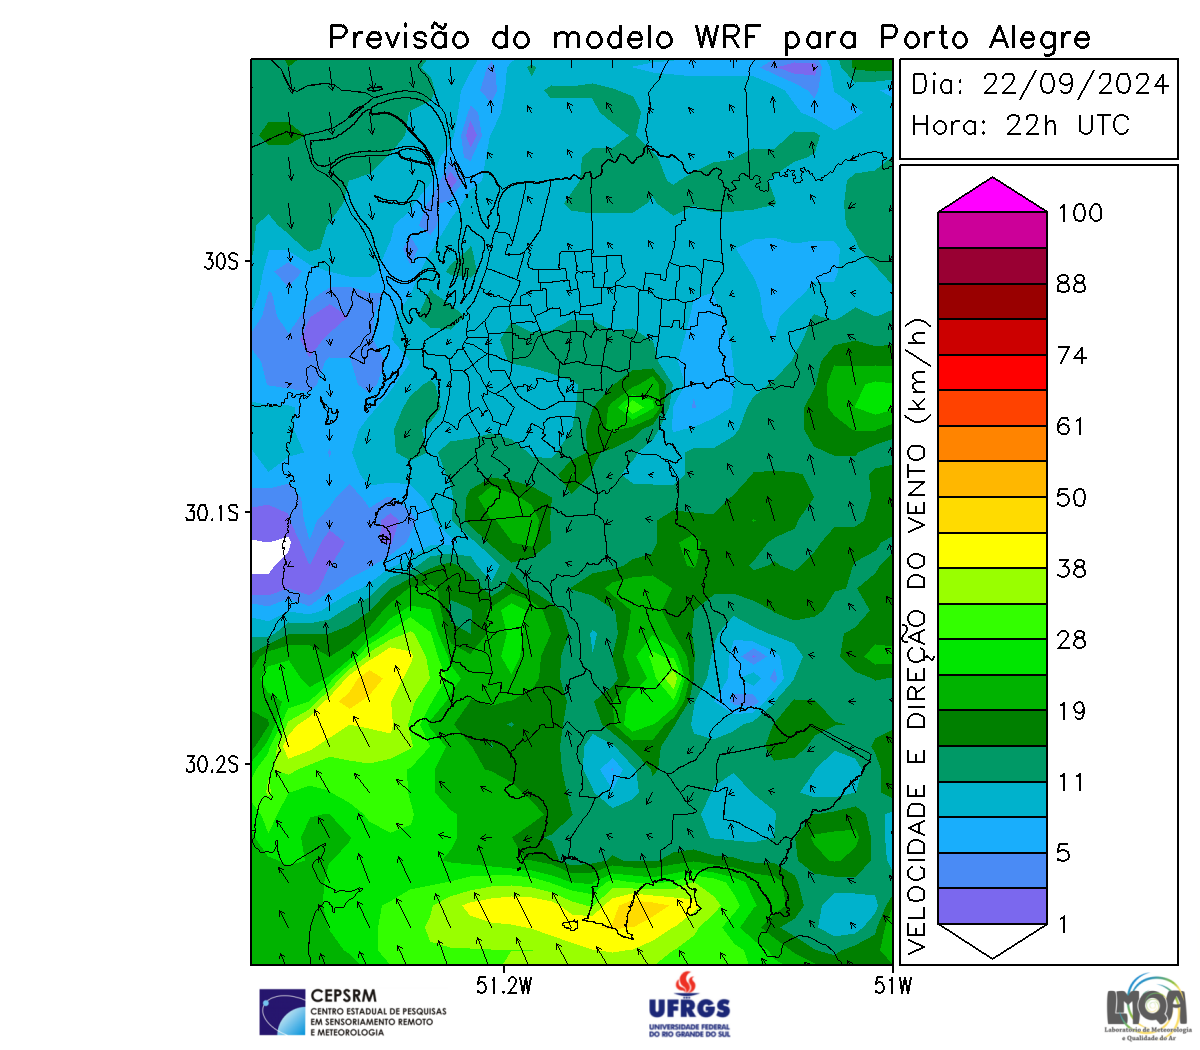 Previsão do modelo WRF para Porto Alegre
Dia: 22/09/2024
Hora: 22h UTC
100
88
74
61
50
38
28
19
11
5
1
VELOCIDADE E DIREÇÃO DO VENTO (km/h)
30S
30.1S
30.2S
51.2W
51W
CEPSRM
CENTRO ESTADUAL DE PESQUISAS
EM SENSORIAMENTO REMOTO
E METEOROLOGIA
UFRGS
UNIVERSIDADE FEDERAL
DO RIO GRANDE DO SUL
LMQA
Laboratório de Meteorologia
e Qualidade do Ar